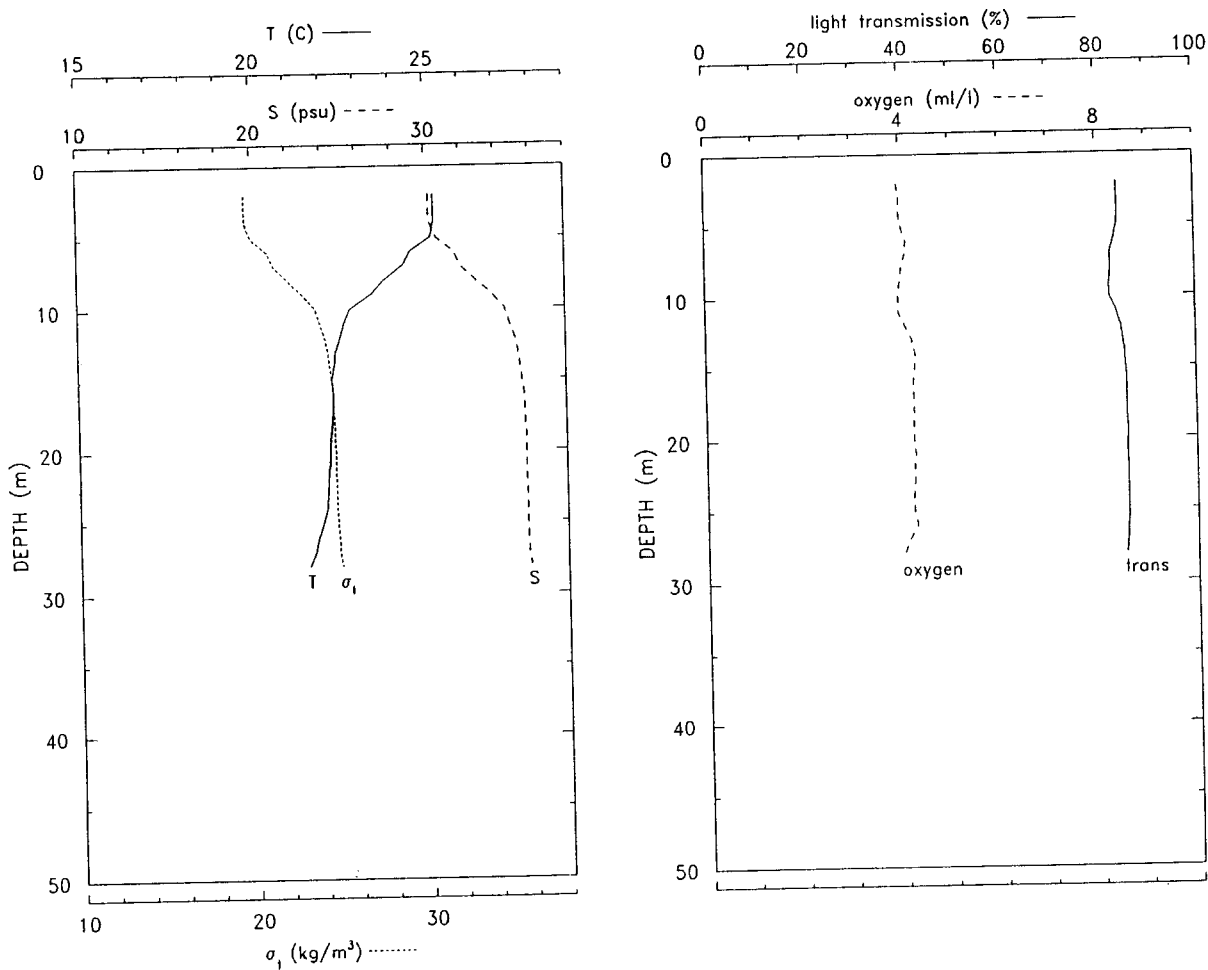 T (C)
15 20 25
S (psu)
10 20 30
0
10
20
30
40
50
DEPTH (m)
T σt S
10 20 30
σt (kg/m³)
light transmission (%)
0 20 40 60 80 100
oxygen (ml/l)
0 4 8
0
10
20
30
40
50
DEPTH (m)
oxygen trans